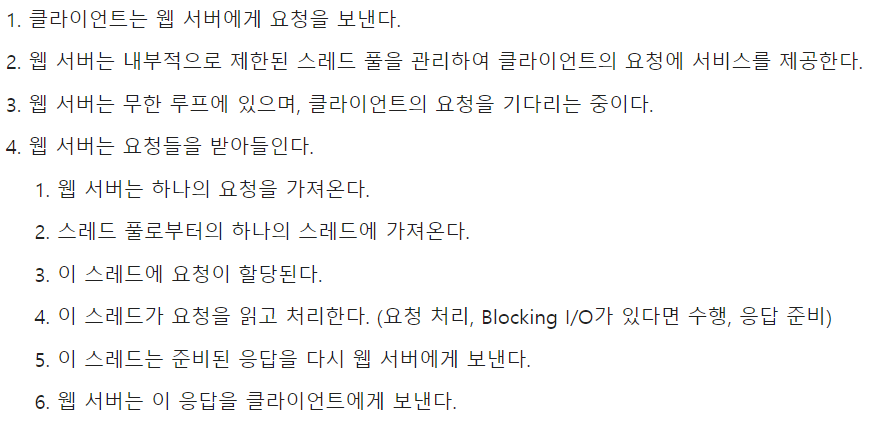 1. 클라이언트는 웹 서버에게 요청을 보낸다.
2. 웹 서버는 내부적으로 제한된 스레드 풀을 관리하여 클라이언트의 요청에 서비스를 제공한다.
3. 웹 서버는 무한 루프에 있으며, 클라이언트의 요청을 기다리는 중이다.
4. 웹 서버는 요청들을 받아들인다.
1. 웹 서버는 하나의 요청을 가져온다.
2. 스레드 풀로부터의 하나의 스레드에 가져온다.
3. 이 스레드에 요청이 할당된다.
4. 이 스레드가 요청을 읽고 처리한다. (요청 처리, Blocking I/O가 있다면 수행, 응답 준비)
5. 이 스레드는 준비된 응답을 다시 웹 서버에게 보낸다.
6. 웹 서버는 이 응답을 클라이언트에게 보낸다.